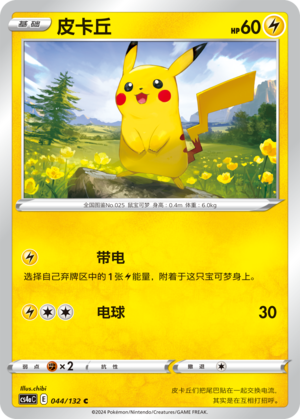 基础 皮卡丘 HP60
全国图鉴No.025 鼠宝可梦 身高:0.4m 体重:6.0kg
带电
选择自己弃牌区中的1张能量,附着于这只宝可梦身上。
电球 30
弱点 ×2 抗性 撤退
Illus.chibi
CS4aC E 044/132 C
皮卡丘们把尾巴贴在一起交换电流,
其实是在互相打招呼。
©2024 Pokémon/Nintendo/Creatures/GAME FREAK.